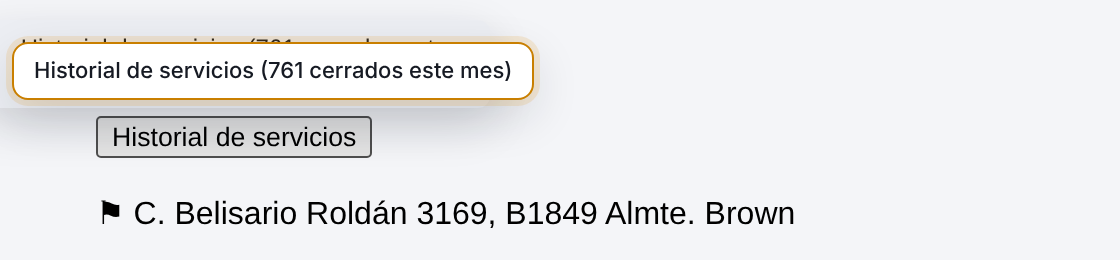 Historial de servicios (761 cerrados este mes)
Historial de servicios
⚑ C. Belisario Roldán 3169, B1849 Almte. Brown